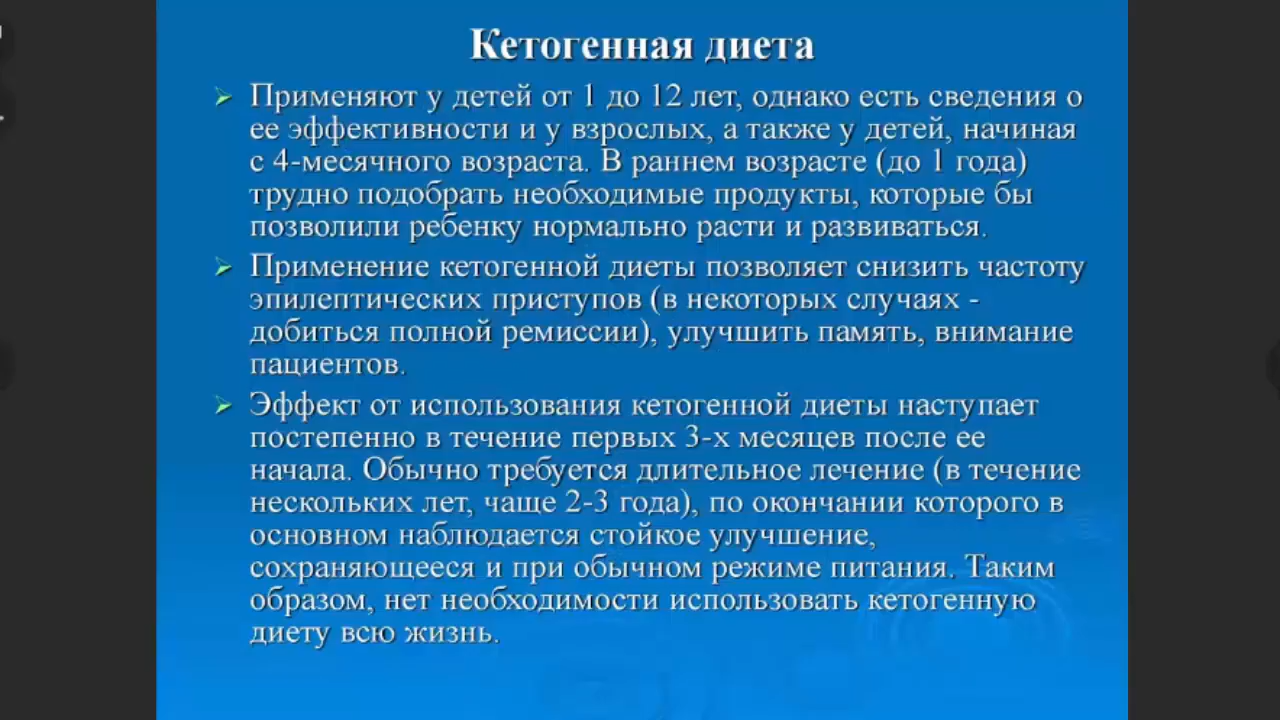 Кетогенная диета
Применяют у детей от 1 до 12 лет, однако есть сведения о
ее эффективности и у взрослых, а также у детей, начиная
с 4-месячного возраста. В раннем возрасте (до 1 года)
трудно подобрать необходимые продукты, которые бы
позволили ребенку нормально расти и развиваться.
Применение кетогенной диеты позволяет снизить частоту
эпилептических приступов (в некоторых случаях -
добиться полной ремиссии), улучшить память, внимание
пациентов.
Эффект от использования кетогенной диеты наступает
постепенно в течение первых 3-х месяцев после ее
начала. Обычно требуется длительное лечение (в течение
нескольких лет, чаще 2-3 года), по окончании которого в
основном наблюдается стойкое улучшение,
сохраняющееся и при обычном режиме питания. Таким
образом, нет необходимости использовать кетогенную
диету всю жизнь.